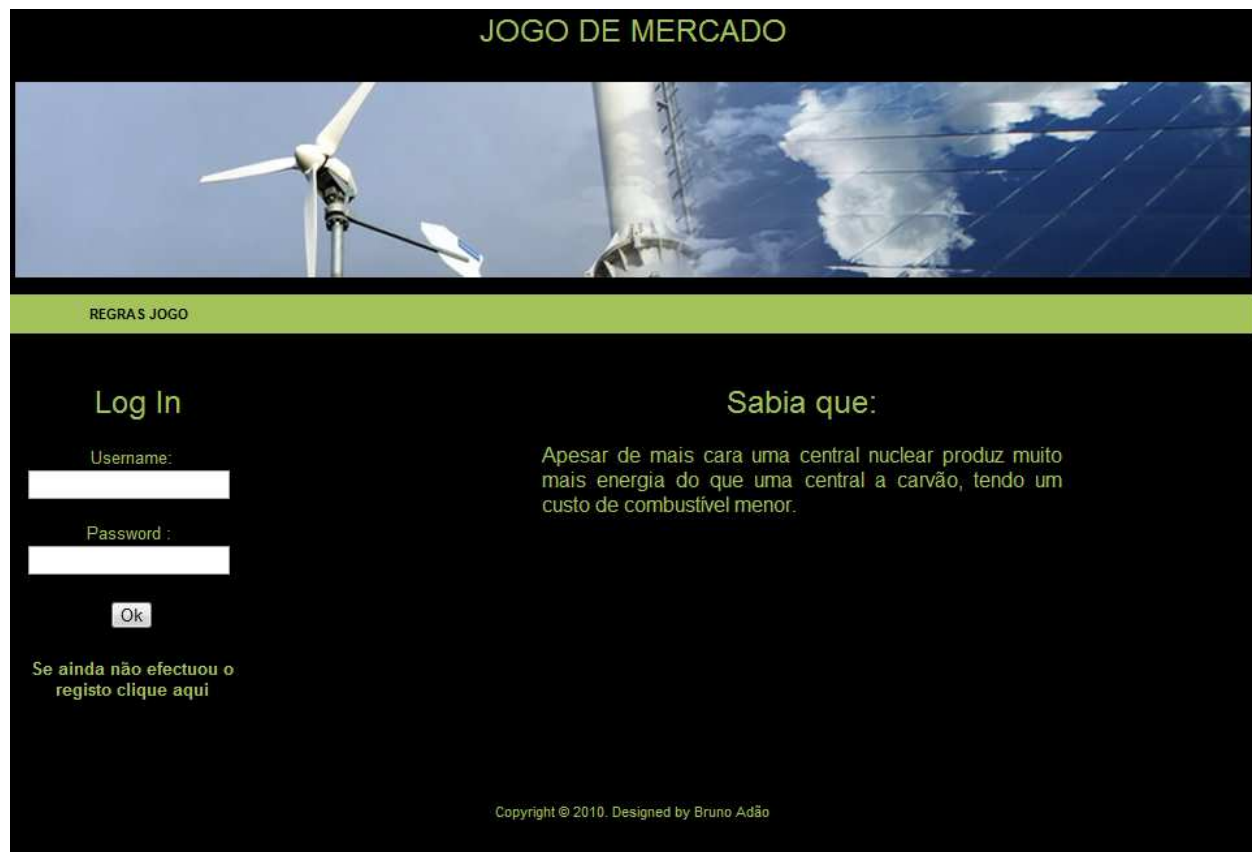 JOGO DE MERCADO
REGRAS JOGO
Log In
Username:
Password :
Ok
Se ainda não efectuou o
registo clique aqui
Sabia que:
Apesar de mais cara uma central nuclear produz muito
mais energia do que uma central a carvão, tendo um
custo de combustível menor.
Copyright © 2010. Designed by Bruno Adão